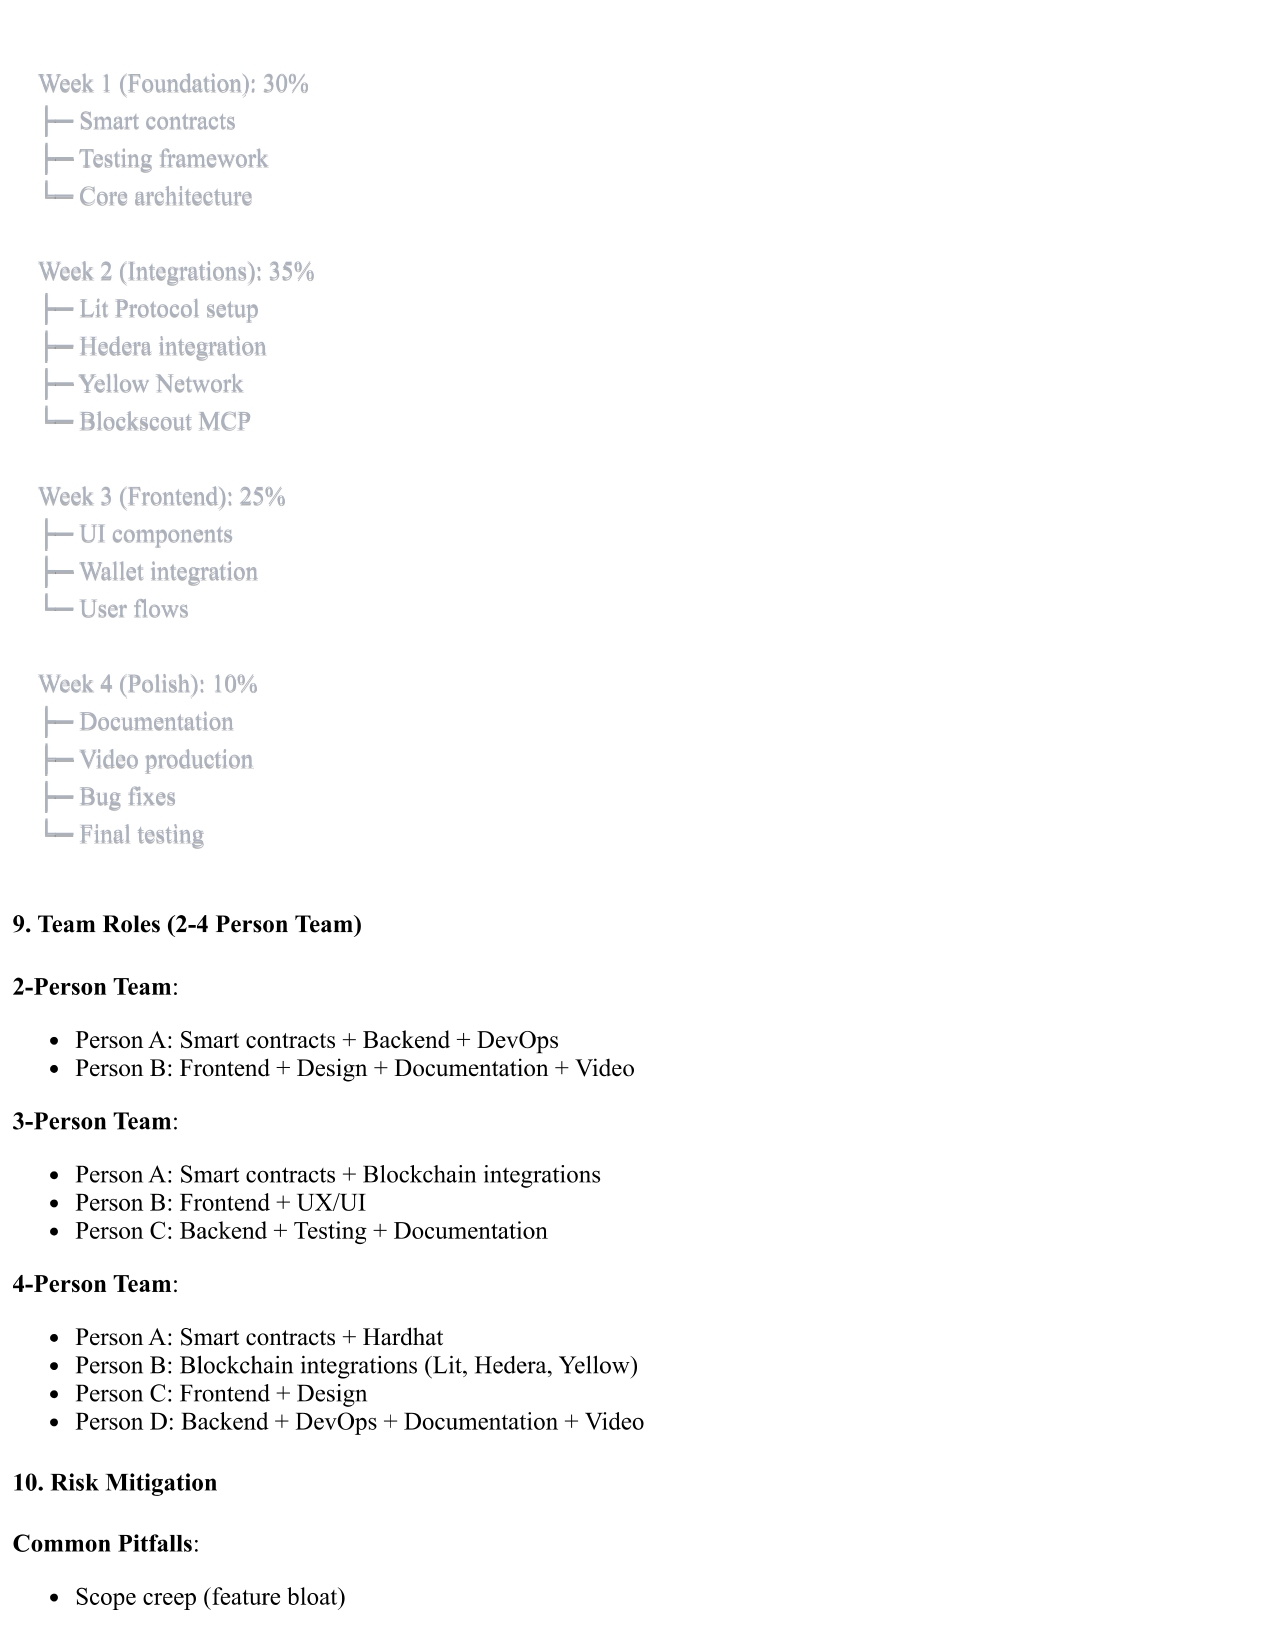 Week 1 (Foundation): 30%
├── Smart contracts
├── Testing framework
└── Core architecture
Week 2 (Integrations): 35%
├── Lit Protocol setup
├── Hedera integration
├── Yellow Network
└── Blockscout MCP
Week 3 (Frontend): 25%
├── UI components
├── Wallet integration
└── User flows
Week 4 (Polish): 10%
├── Documentation
├── Video production
├── Bug fixes
└── Final testing
9. Team Roles (2-4 Person Team)
2-Person Team:
• Person A: Smart contracts + Backend + DevOps
• Person B: Frontend + Design + Documentation + Video
3-Person Team:
• Person A: Smart contracts + Blockchain integrations
• Person B: Frontend + UX/UI
• Person C: Backend + Testing + Documentation
4-Person Team:
• Person A: Smart contracts + Hardhat
• Person B: Blockchain integrations (Lit, Hedera, Yellow)
• Person C: Frontend + Design
• Person D: Backend + DevOps + Documentation + Video
10. Risk Mitigation
Common Pitfalls:
• Scope creep (feature bloat)